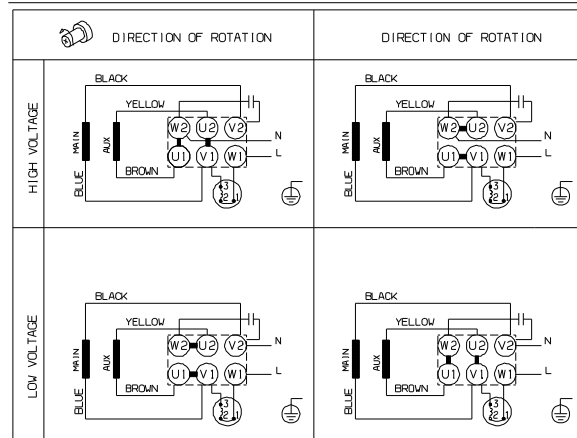 DIRECTION OF ROTATION
DIRECTION OF ROTATION
HIGH VOLTAGE
BLACK
YELLOW
W2 U2 V2
N
MAIN
AUX
U1 V1 W1
L
BROWN
BLUE
3
2 1
BLACK
YELLOW
W2 U2 V2
N
MAIN
AUX
U1 V1 W1
L
BROWN
BLUE
3
2 1
LOW VOLTAGE
BLACK
YELLOW
W2 U2 V2
N
MAIN
AUX
U1 V1 W1
L
BROWN
BLUE
3
2 1
BLACK
YELLOW
W2 U2 V2
N
MAIN
AUX
U1 V1 W1
L
BROWN
BLUE
3
2 1